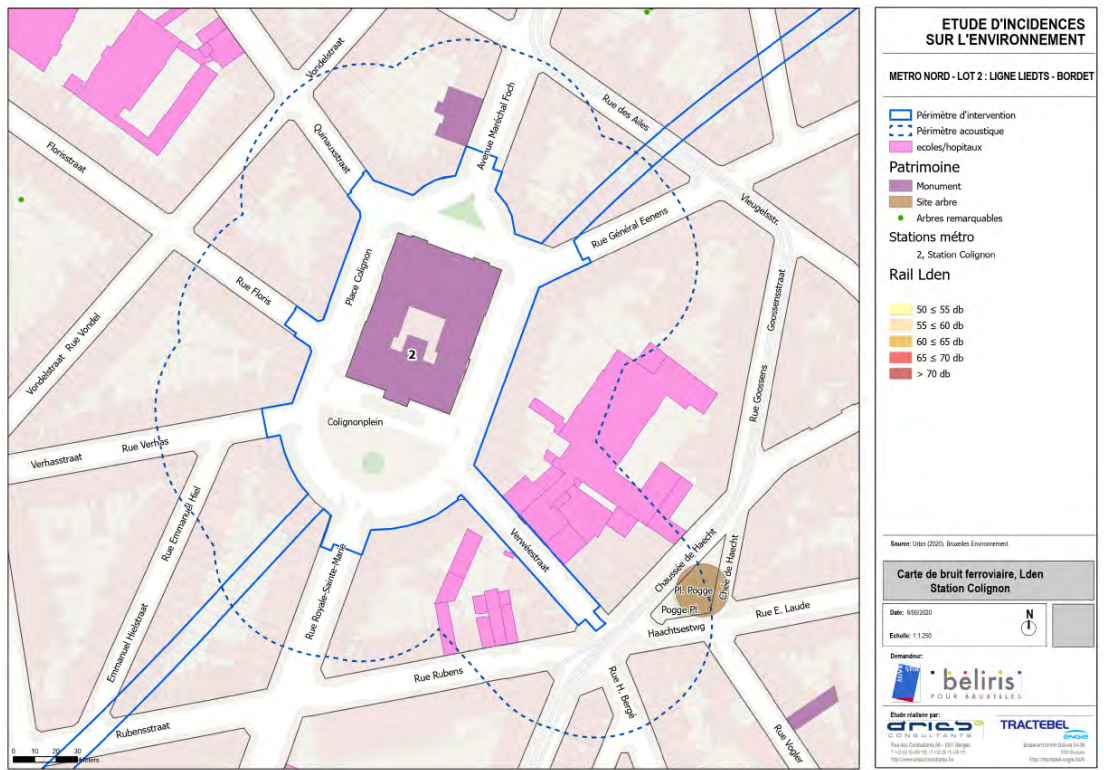 Vondelstraat
Florisstraat
Quinauxstraat
Avenue Maréchal Foch
Rue des Ailes
Vleugelsstr.
Rue Général Eenens
Place Colignon
Rue Floris
Goossensstraat
Rue Goossens
Vondelstraat Rue Vondel
2
Colignonplein
Rue Verhas
Verhasstraat
Rue Emmanuel Hiel
Emmanuel Hielstraat
Rue Royale-Sainte-Marie
Verwéestraat
Chaussée de Haecht
Chée de Haecht
Pl. Pogge
Pogge Pl.
Haachtsestwg
Rue E. Laude
Rue Rubens
Rubensstraat
Rue H. Bergé
Rue Vogler
0 10 20 30
Meters
ETUDE D'INCIDENCES
SUR L'ENVIRONNEMENT
METRO NORD - LOT 2 : LIGNE LIEDTS - BORDET
Périmètre d'intervention
Périmètre acoustique
ecoles/hopitaux
Patrimoine
Monument
Site arbre
Arbres remarquables
Stations métro
2, Station Colignon
Rail Lden
50 ≤ 55 db
55 ≤ 60 db
60 ≤ 65 db
65 ≤ 70 db
> 70 db
Source: Urbis (2020), Bruxelles Environnement
Carte de bruit ferroviaire, Lden
Station Colignon
Date: 8/06/2020
N
Echelle: 1:1.250
Demandeur:
beliris
POUR BRUXELLES
Etude réalisée par:
aries
CONSULTANTS
TRACTEBEL
ENGIE